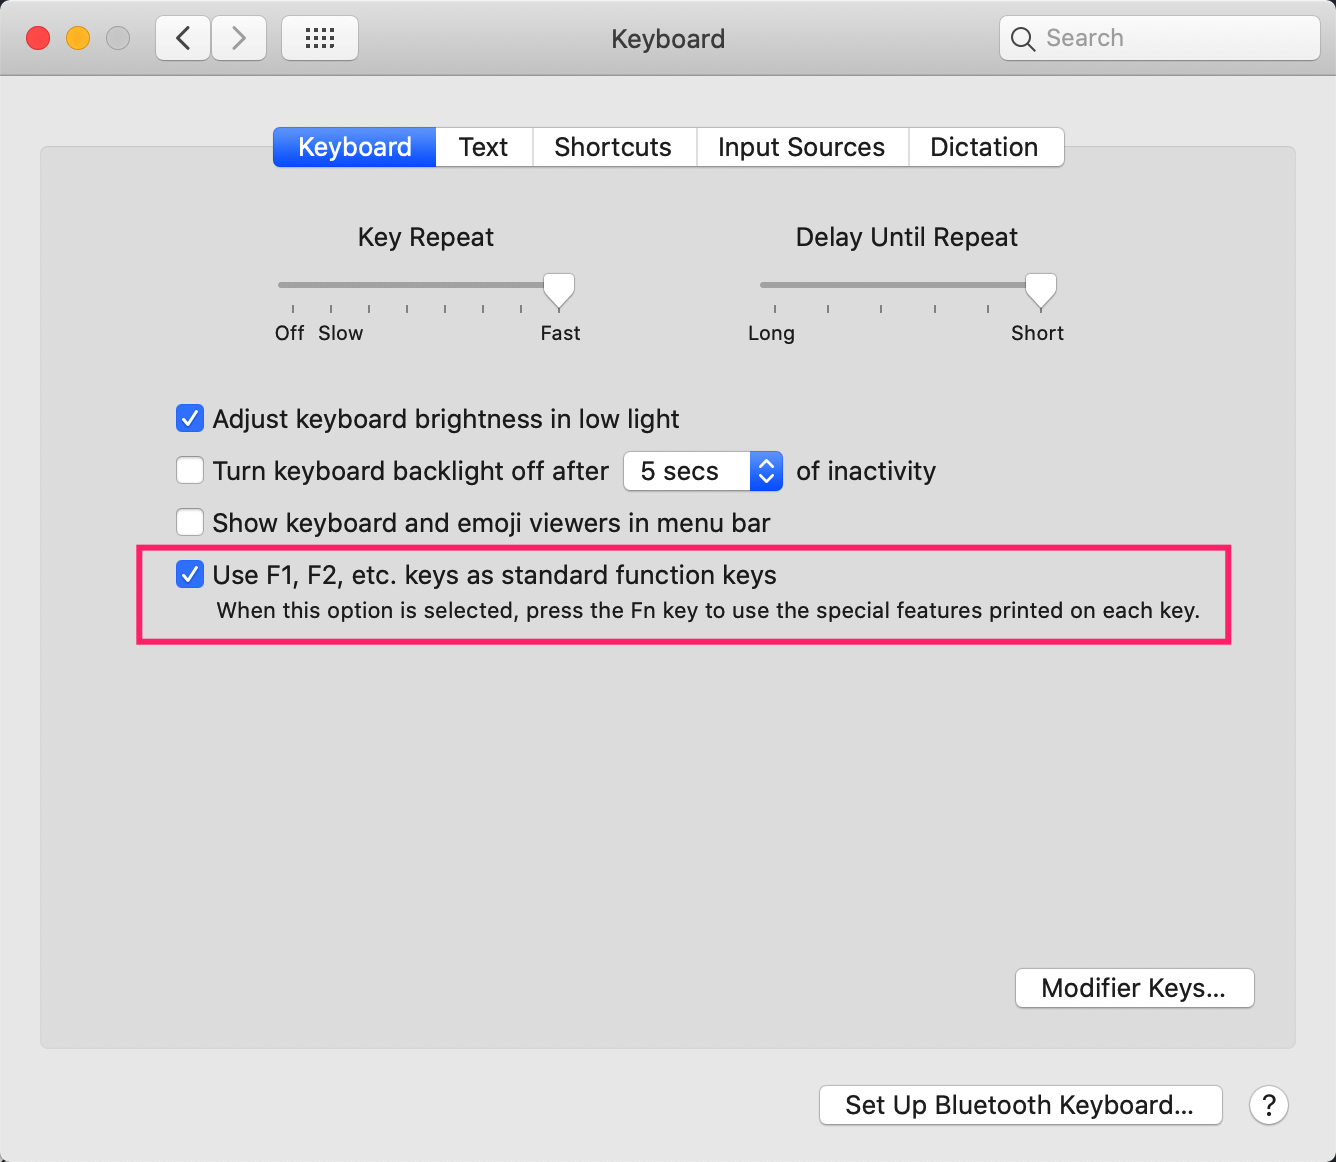 Keyboard
Search
Keyboard Text Shortcuts Input Sources Dictation
Key Repeat
Delay Until Repeat
Off Slow Fast
Long Short
Adjust keyboard brightness in low light
Turn keyboard backlight off after 5 secs of inactivity
Show keyboard and emoji viewers in menu bar
Use F1, F2, etc. keys as standard function keys
When this option is selected, press the Fn key to use the special features printed on each key.
Modifier Keys...
Set Up Bluetooth Keyboard...
?